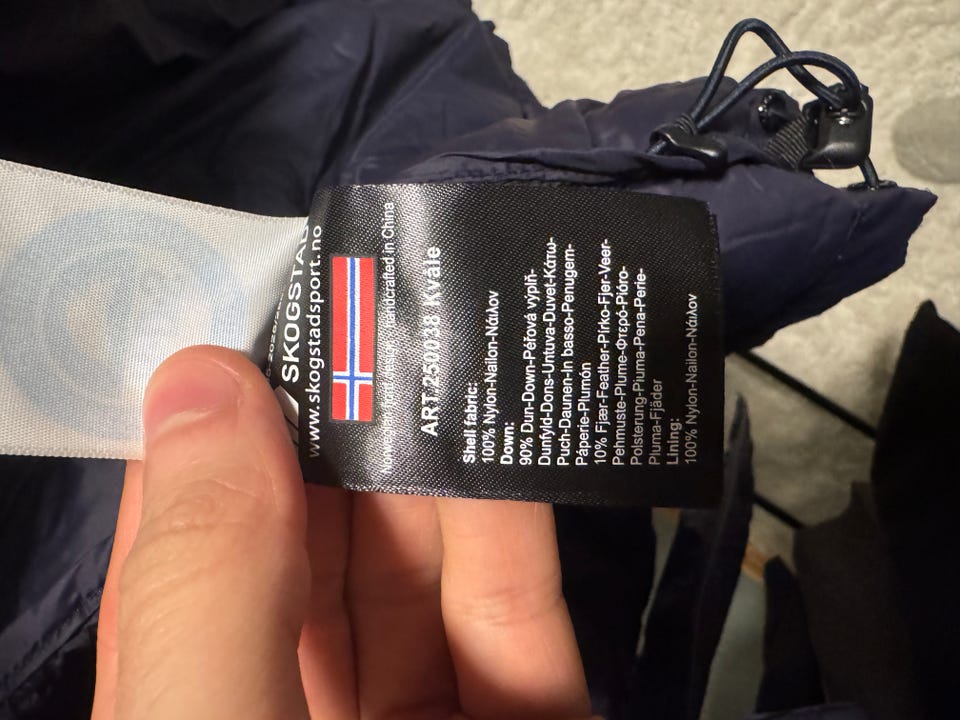 SKOGSTAD
www.skogstadsport.no
design - handcrafted in China
ART.250038 Kvåle
Shell fabric:
100% Nylon-Nailon-Νάιλον
Down:
90% Dun-Down-Péřová výplň-
Dunfyld-Dons-Untuva-Duvet-Κάτω-
Puch-Daunen-In basso-Penugem-
Páperie-Plumón
10% Fjær-Feather-Pírko-Fjer-Veer-
Pehmuste-Plume-Φτερό-Pióro-
Polsterung-Piuma-Pena-Perie-
Pluma-Fjäder
Lining:
100% Nylon-Nailon-Νάιλον